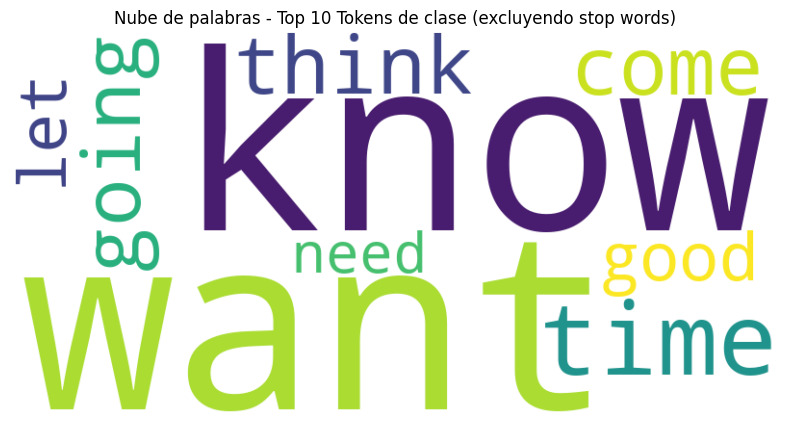 Nube de palabras - Top 10 Tokens de clase (excluyendo stop words)
let
going
think
come
know
need
good
want
time